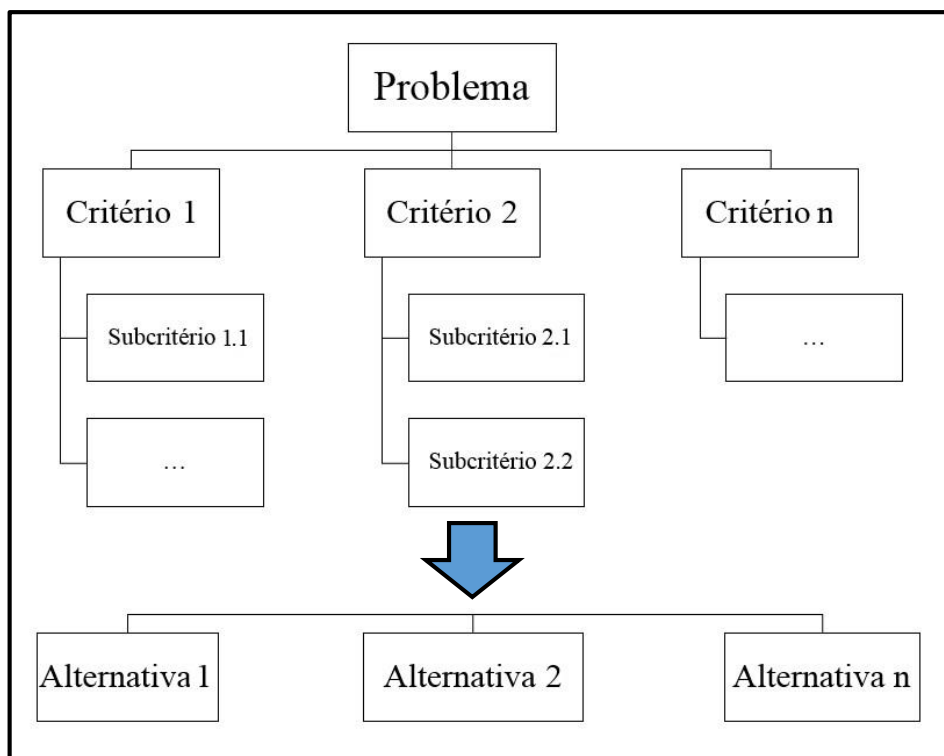 Problema
Critério 1
Critério 2
Critério n
Subcritério 1.1
Subcritério 2.1
…
…
Subcritério 2.2
Alternativa 1
Alternativa 2
Alternativa n